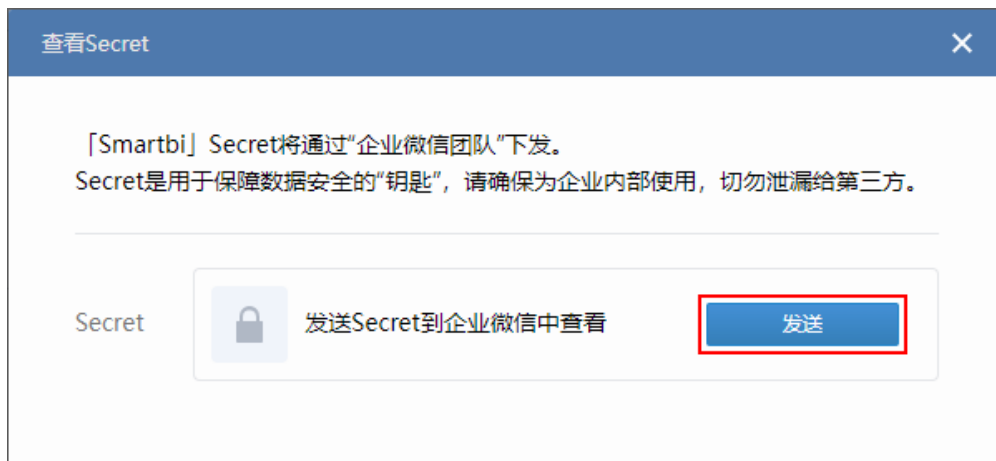 查看Secret
「Smartbi」Secret将通过“企业微信团队”下发。
Secret是用于保障数据安全的“钥匙”，请确保为企业内部使用，切勿泄漏给第三方。
Secret
发送Secret到企业微信中查看
发送